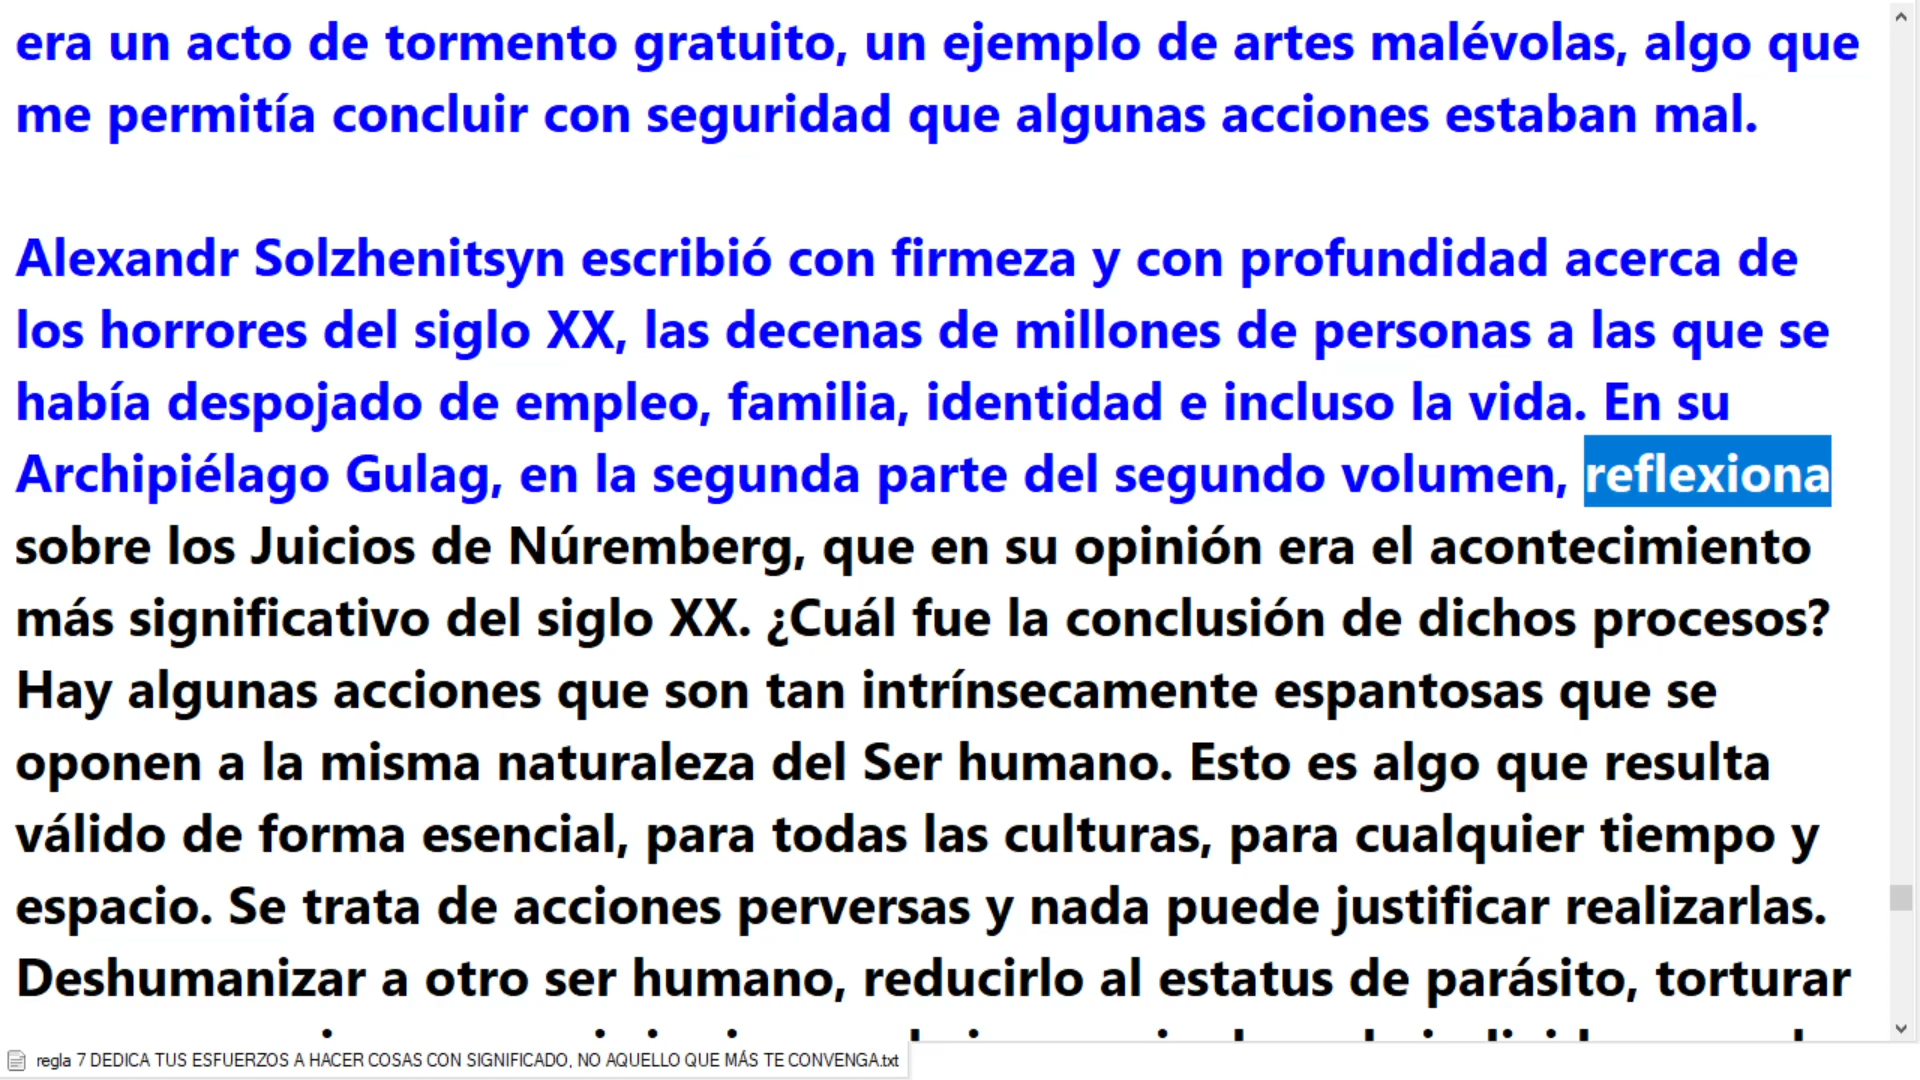 era un acto de tormento gratuito, un ejemplo de artes malévolas, algo que
me permitía concluir con seguridad que algunas acciones estaban mal.
Alexandr Solzhenitsyn escribió con firmeza y con profundidad acerca de
los horrores del siglo XX, las decenas de millones de personas a las que se
había despojado de empleo, familia, identidad e incluso la vida. En su
Archipiélago Gulag, en la segunda parte del segundo volumen, reflexiona
sobre los Juicios de Núremberg, que en su opinión era el acontecimiento
más significativo del siglo XX. ¿Cuál fue la conclusión de dichos procesos?
Hay algunas acciones que son tan intrínsecamente espantosas que se
oponen a la misma naturaleza del Ser humano. Esto es algo que resulta
válido de forma esencial, para todas las culturas, para cualquier tiempo y
espacio. Se trata de acciones perversas y nada puede justificar realizarlas.
Deshumanizar a otro ser humano, reducirlo al estatus de parásito, torturar
regla 7 DEDICA TUS ESFUERZOS A HACER COSAS CON SIGNIFICADO, NO AQUELLO QUE MÁS TE CONVENGA.txt